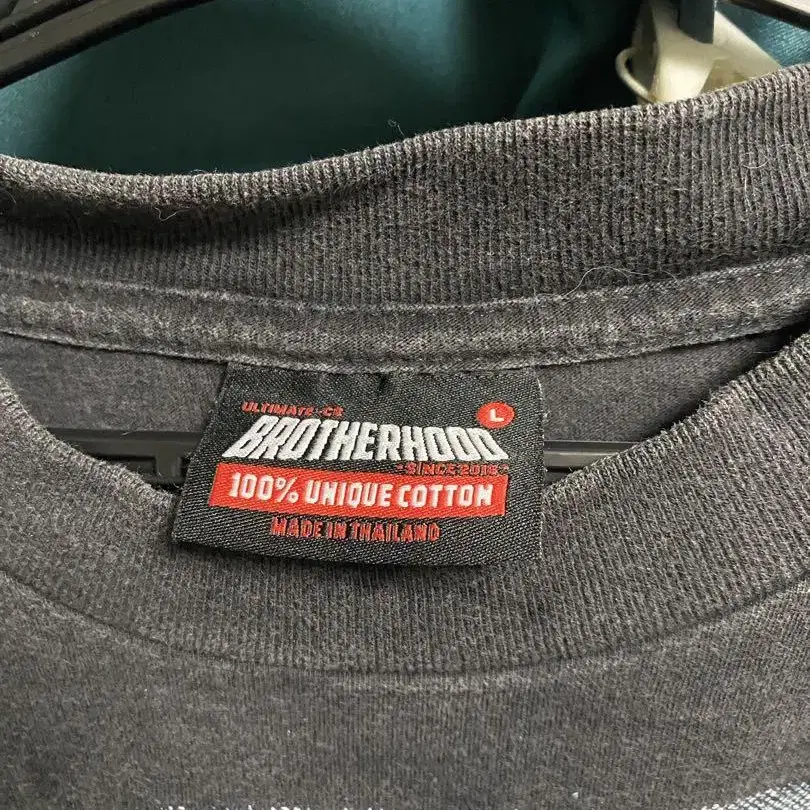 ULTIMATE-CS
L
BROTHERHOOD
-SINCE 2016-
100% UNIQUE COTTON
MADE IN THAILAND